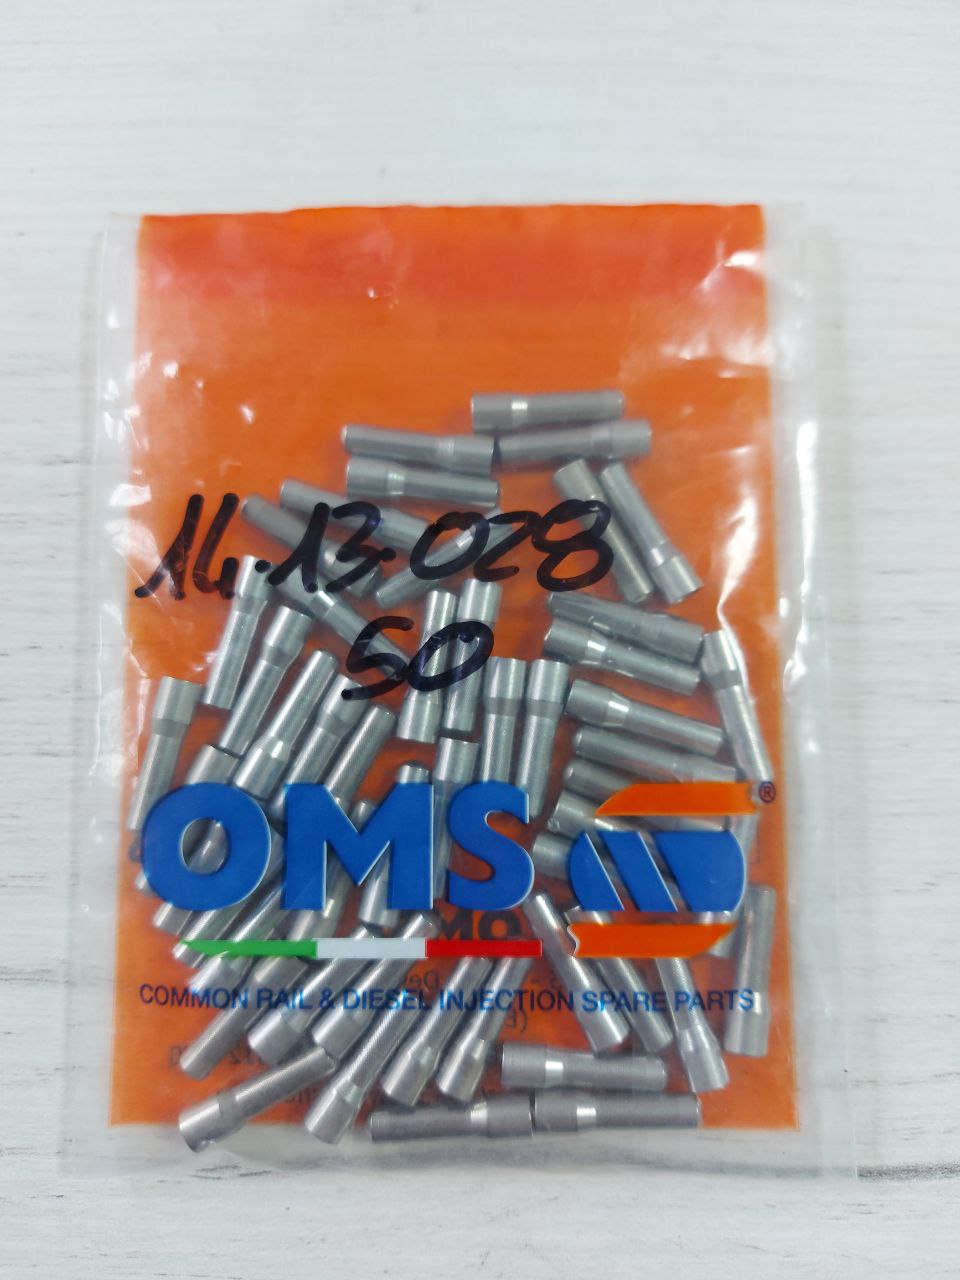 14.13.028
50
OMS ®
COMMON RAIL & DIESEL INJECTION SPARE PARTS